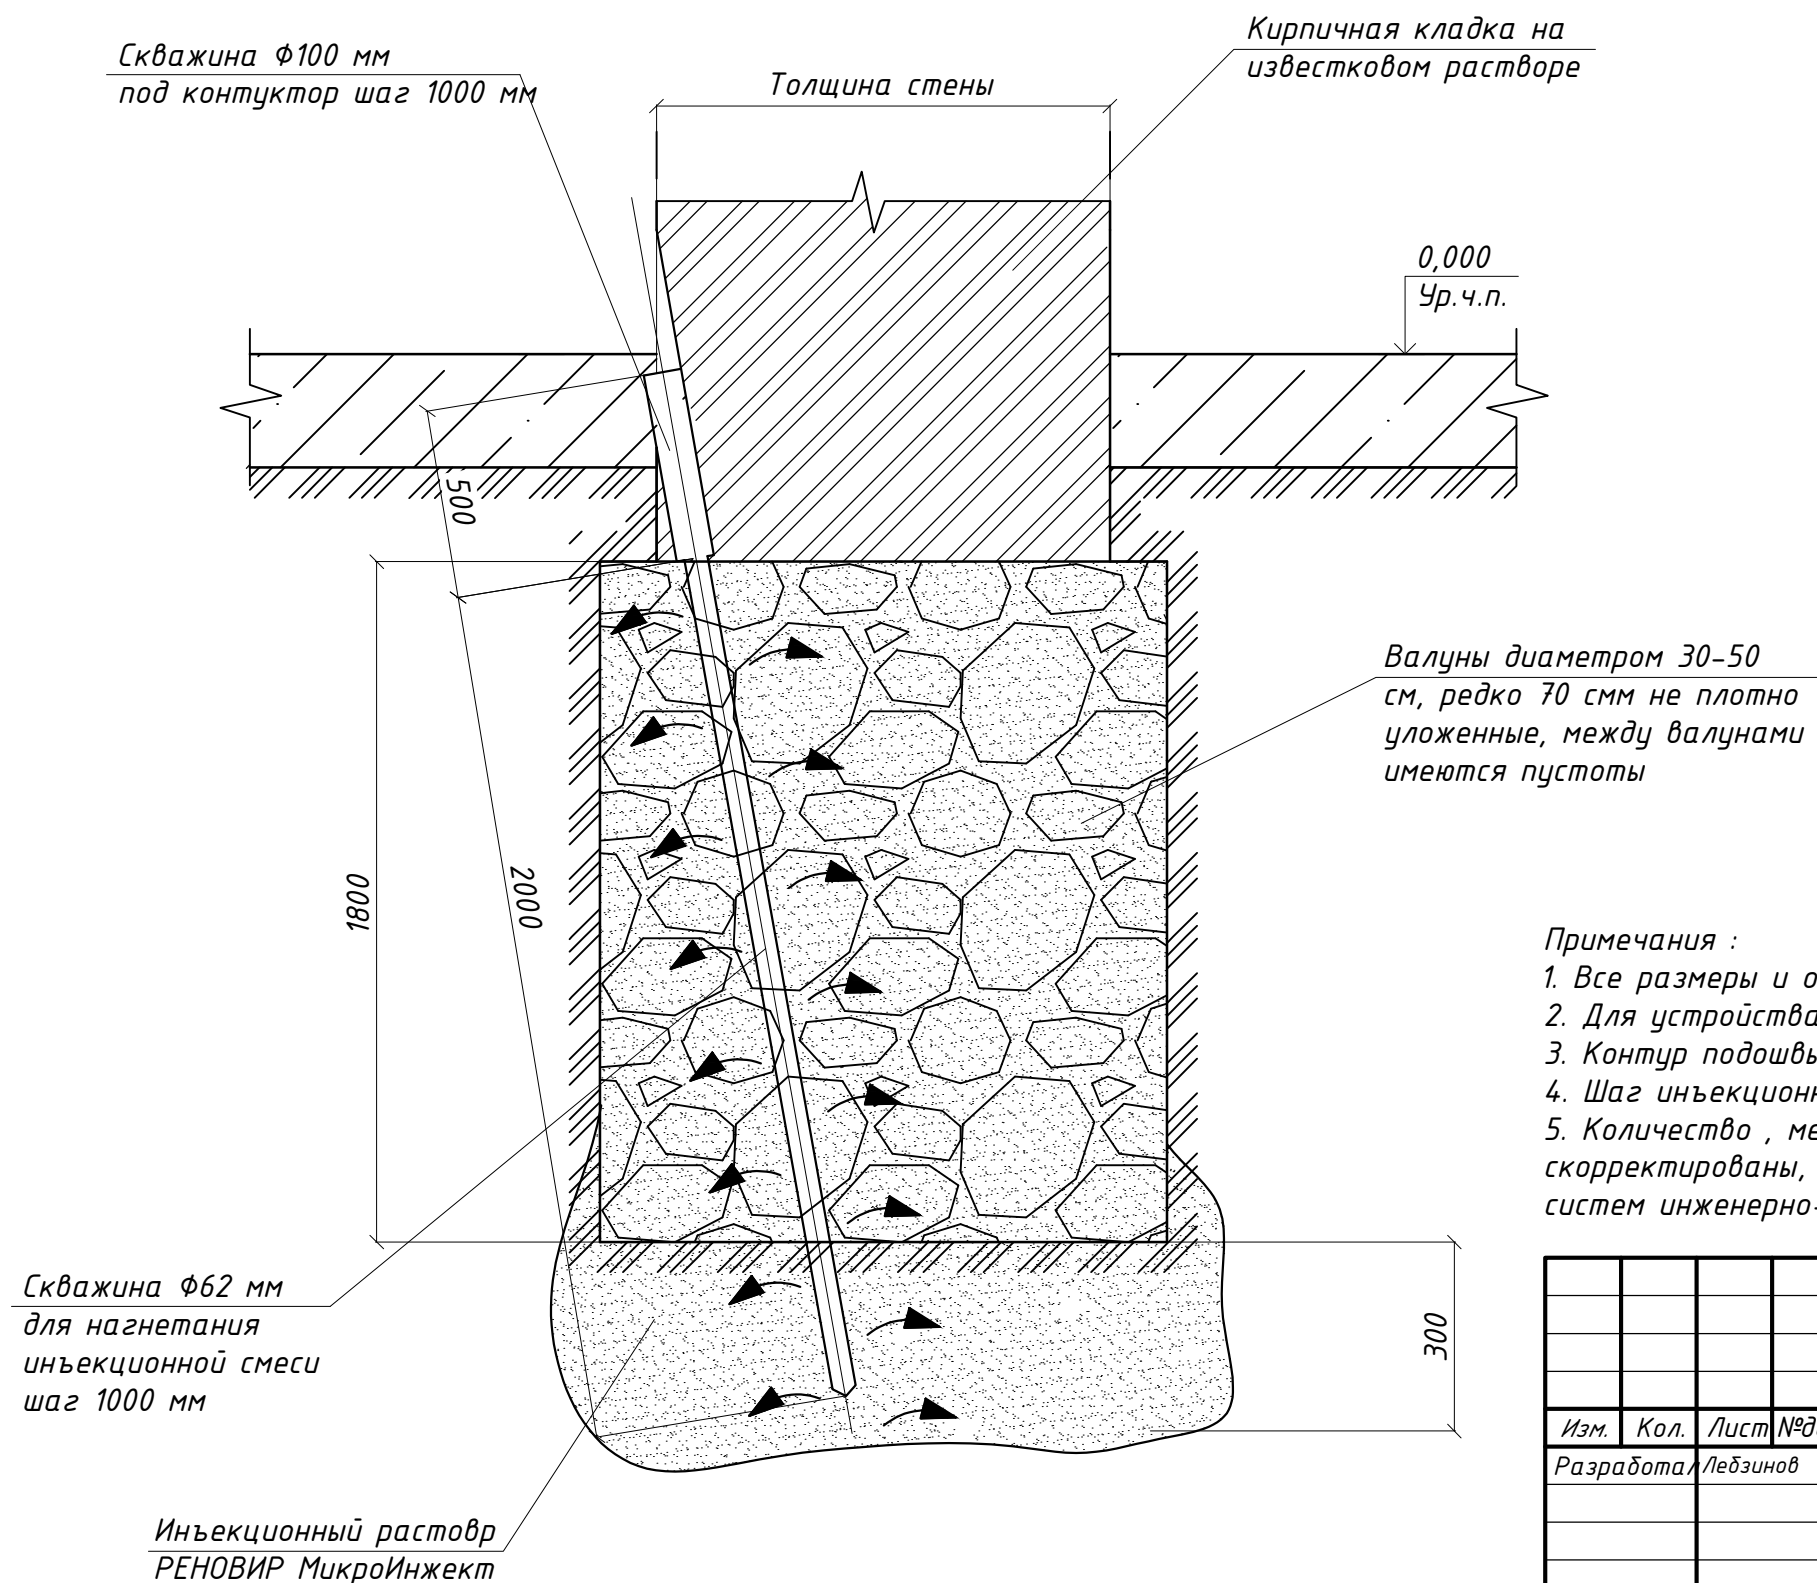 Скважина Ф100 мм
под контуктор шаг 1000 мм
Толщина стены
Кирпичная кладка на
известковом растворе
0,000
Ур.ч.п.
500
Валуны диаметром 30-50
см, редко 70 смм не плотно
уложенные, между валунами
имеются пустоты
1800
2000
Примечания :
1. Все размеры и о
2. Для устройства
3. Контур подошвы
4. Шаг инъекционн
5. Количество , ме
скорректированы,
систем инженерно-
Скважина Ф62 мм
для нагнетания
инъекционной смеси
шаг 1000 мм
300
Изм. Кол. Лист №до
Разработал Лебзинов
Инъекционный растовр
РЕНОВИР МикроИнжект